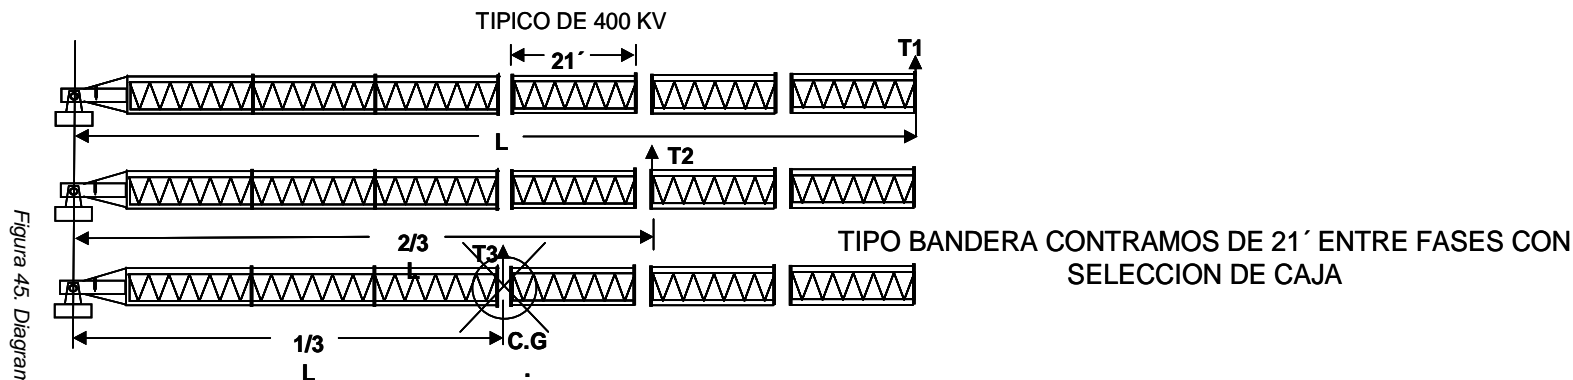 TIPICO DE 400 KV
21´
T1
L
T2
2/3
L
T3
TIPO BANDERA CONTRAMOS DE 21´ ENTRE FASES CON
SELECCION DE CAJA
1/3
L
C.G
.
Figura 45. Diagran